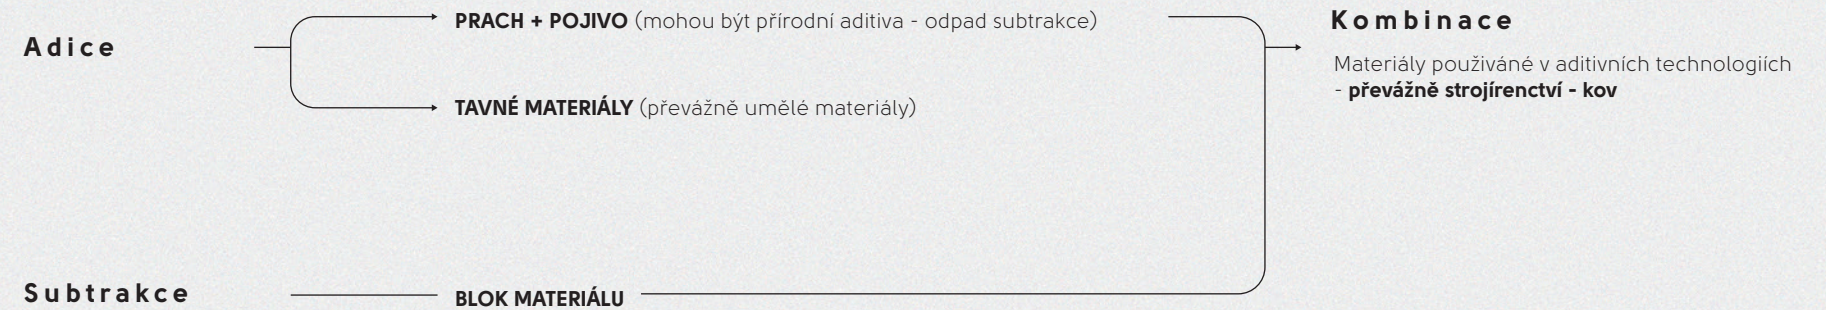 Adice
PRACH + POJIVO (mohou být přírodní aditiva - odpad subtrakce)
TAVNÉ MATERIÁLY (převážně umělé materiály)
Kombinace
Materiály použiváné v aditivních technologiích
- převážně strojírenctví - kov
Subtrakce
BLOK MATERIÁLU